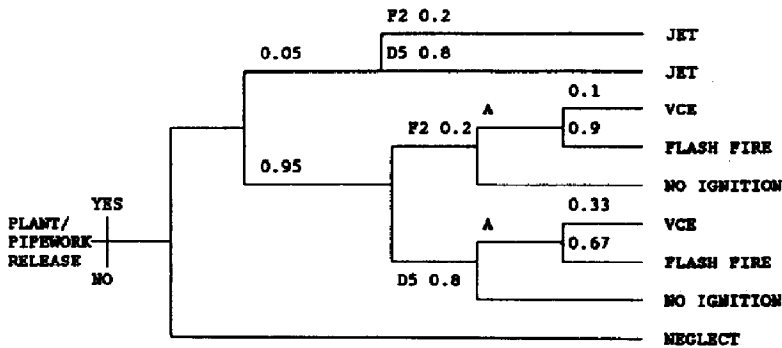 F2 0.2
JET
0.05
D5 0.8
JET
0.1
A
VCE
F2 0.2
0.9
FLASH FIRE
0.95
NO IGNITION
YES
0.33
A
VCE
PLANT/
PIPEWORK
RELEASE
0.67
FLASH FIRE
NO
D5 0.8
NO IGNITION
NEGLECT